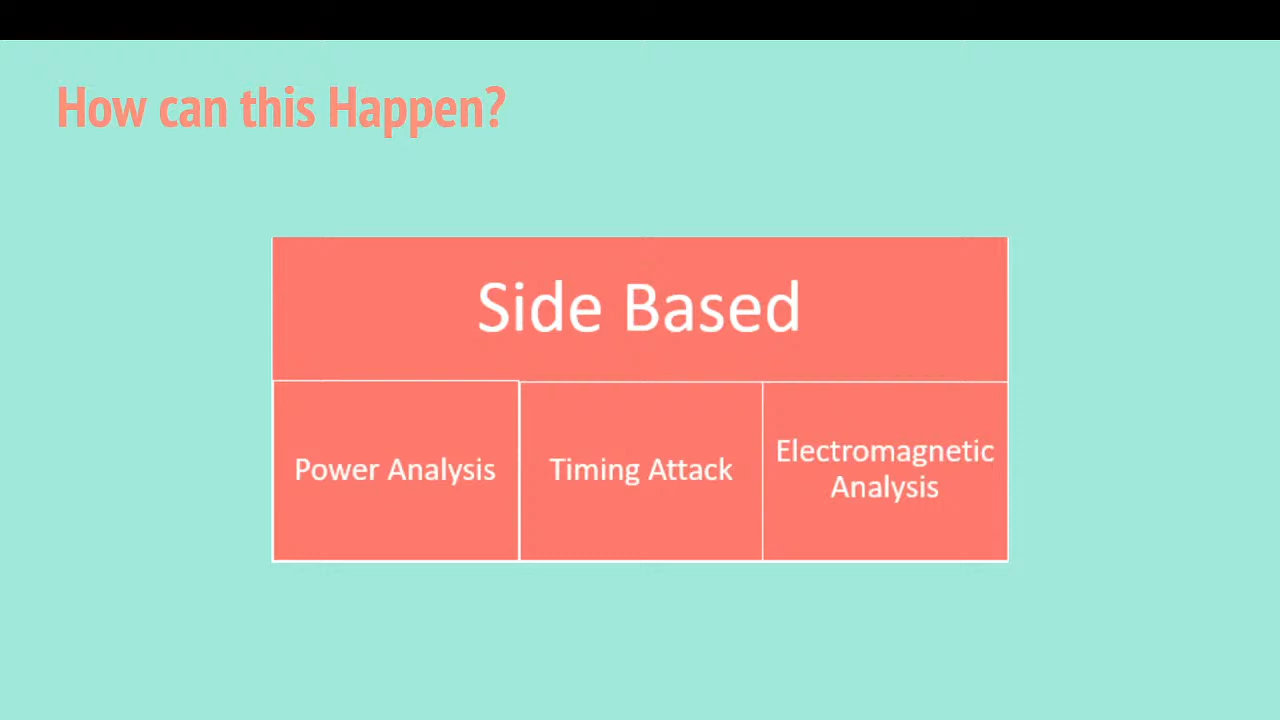 How can this Happen?
Side Based
Power Analysis
Timing Attack
Electromagnetic
Analysis